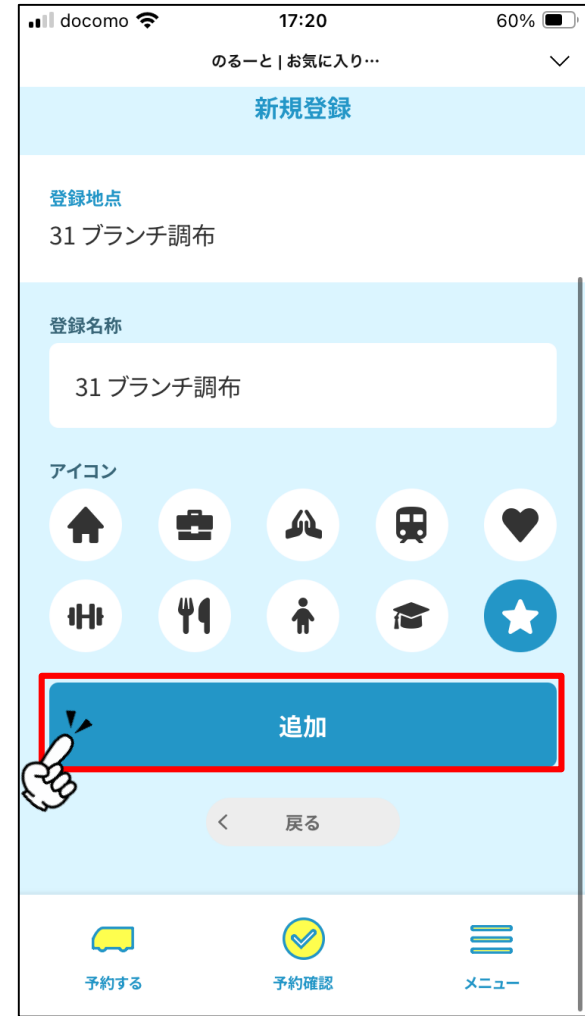 docomo 17:20 60%
のるーと | お気に入り…
新規登録
登録地点
31 ブランチ調布
登録名称
31 ブランチ調布
アイコン
追加
戻る
予約する 予約確認 メニュー